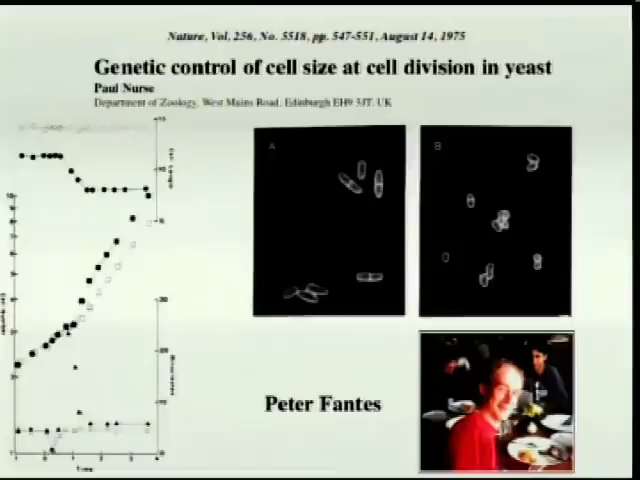 Nature, Vol, 256, No. 5518, pp. 547-551, August 14, 1975
Genetic control of cell size at cell division in yeast
Paul Nurse
Department of Zoology, West Mains Road, Edinburgh EH9 3JT, UK
A
B
Peter Fantes
Time